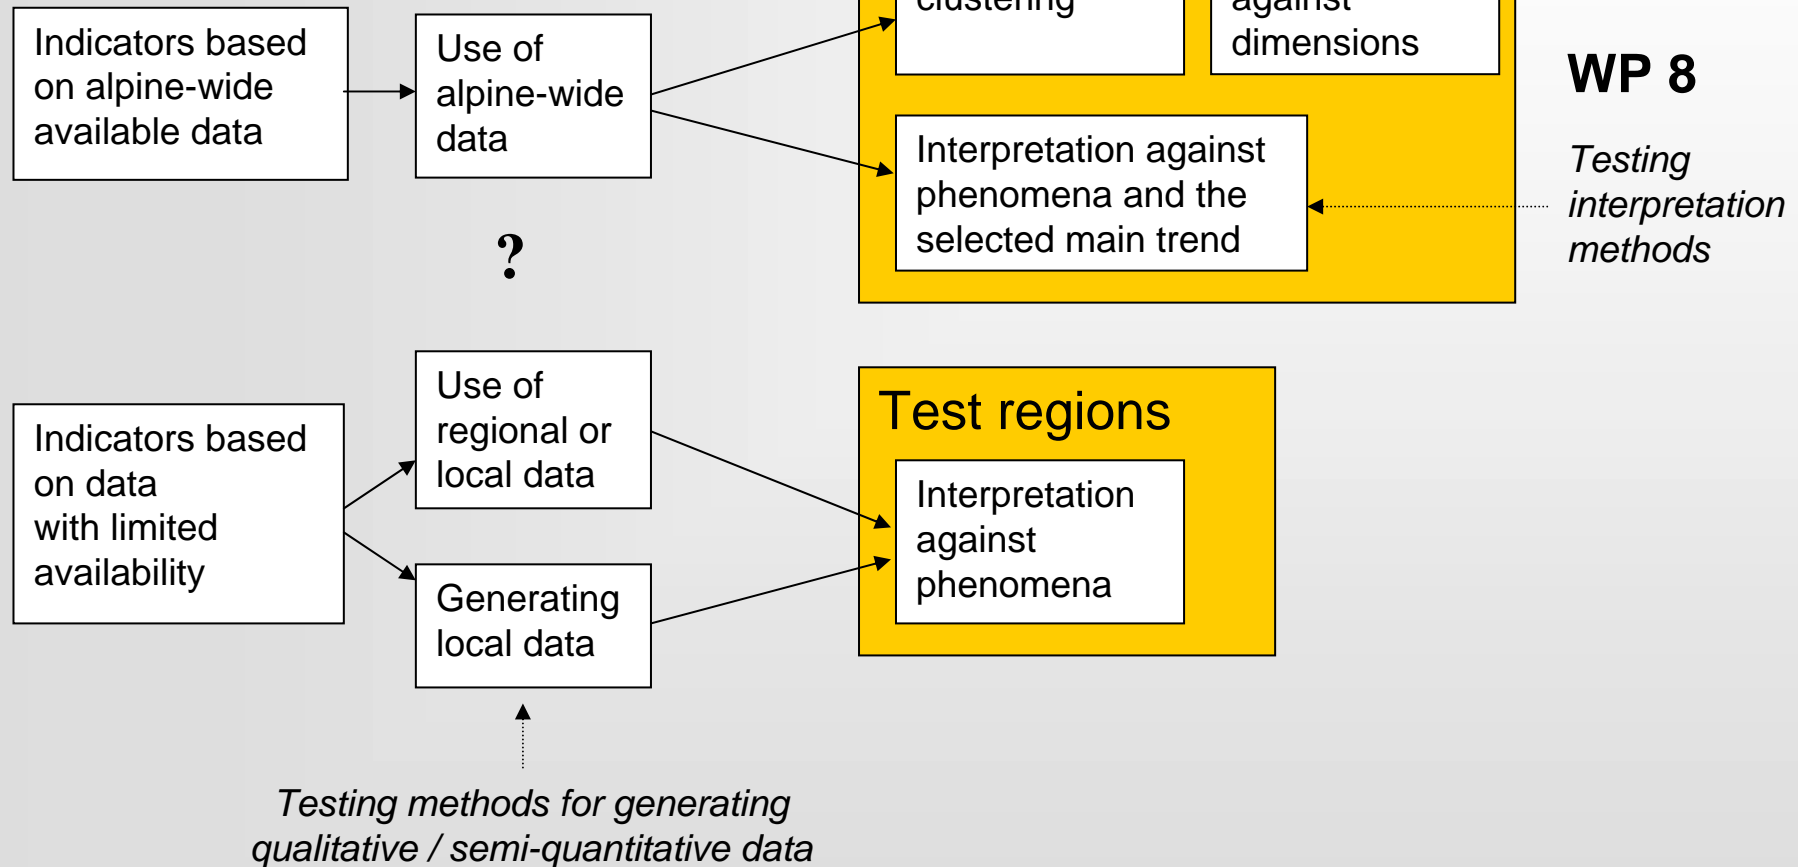 clustering
against
dimensions
Indicators based
on alpine-wide
available data
Use of
alpine-wide
data
WP 8
Interpretation against
phenomena and the
selected main trend
Testing
interpretation
methods
?
Use of
regional or
local data
Test regions
Indicators based
on data
with limited
availability
Interpretation
against
phenomena
Generating
local data
Testing methods for generating
qualitative / semi-quantitative data